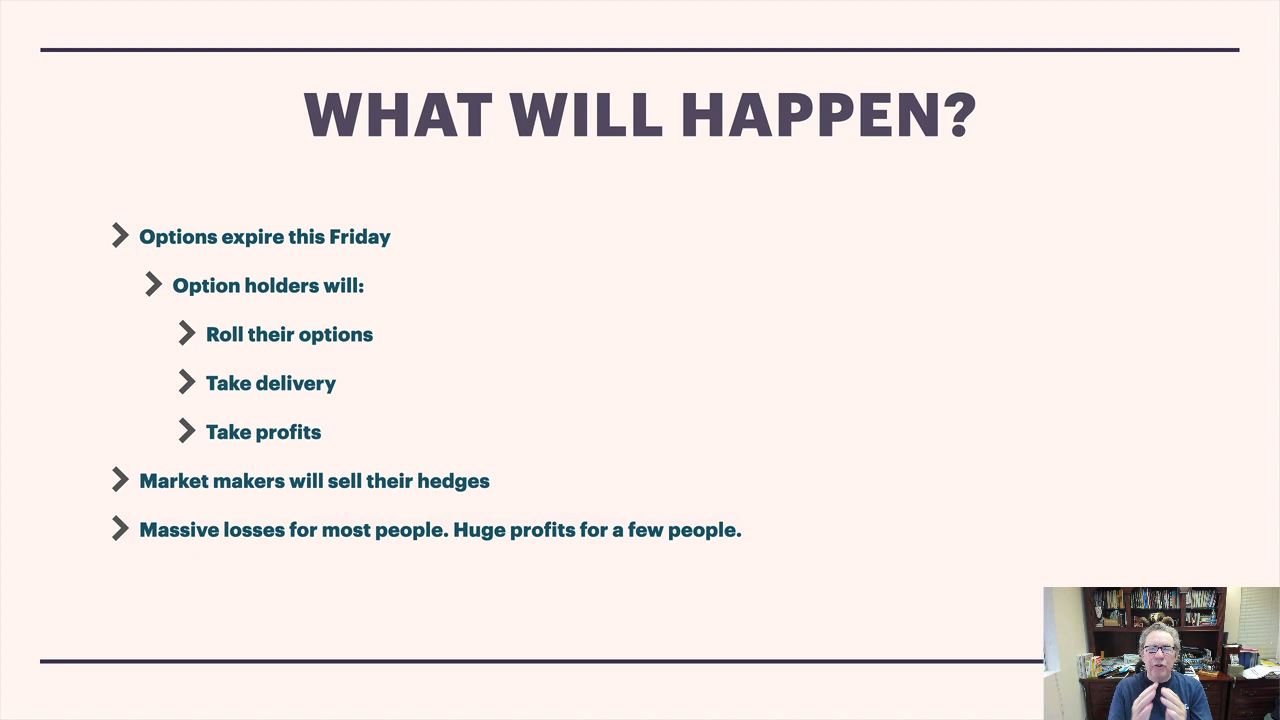 WHAT WILL HAPPEN?
Options expire this Friday
Option holders will:
Roll their options
Take delivery
Take profits
Market makers will sell their hedges
Massive losses for most people. Huge profits for a few people.